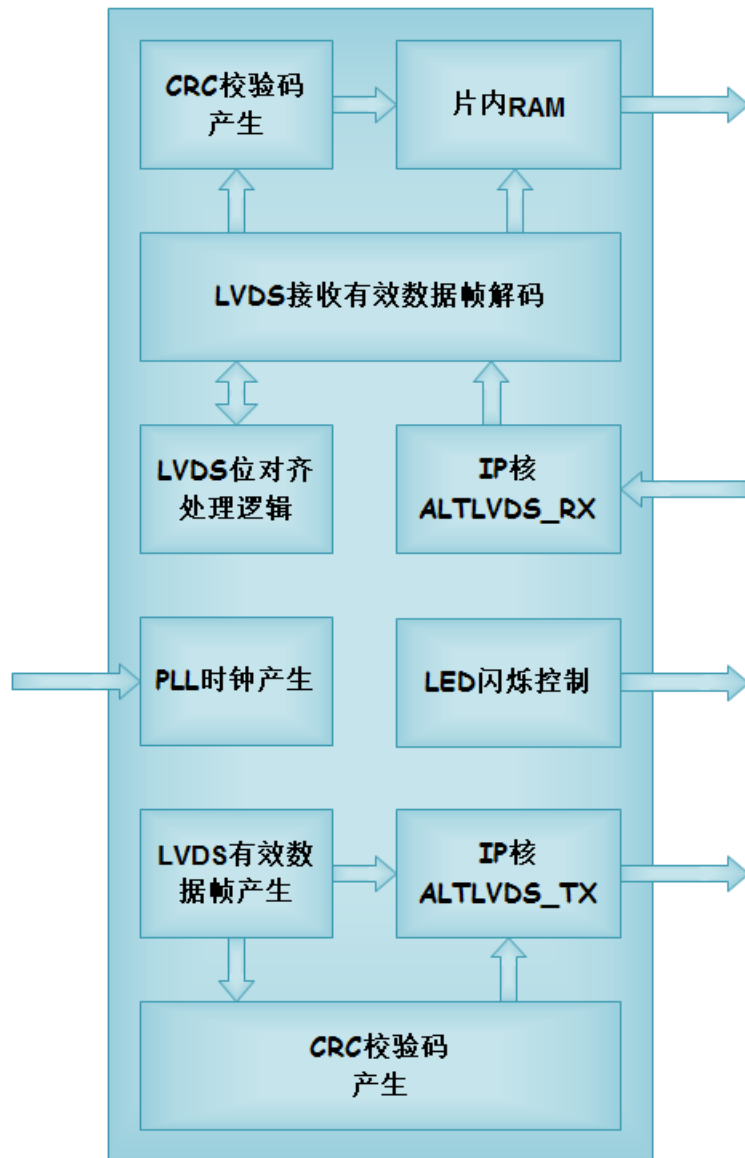 CRC校验码
产生
片内RAM
LVDS接收有效数据帧解码
LVDS位对齐
处理逻辑
IP核
ALTLVDS_RX
PLL时钟产生
LED闪烁控制
LVDS有效数
据帧产生
IP核
ALTLVDS_TX
CRC校验码
产生